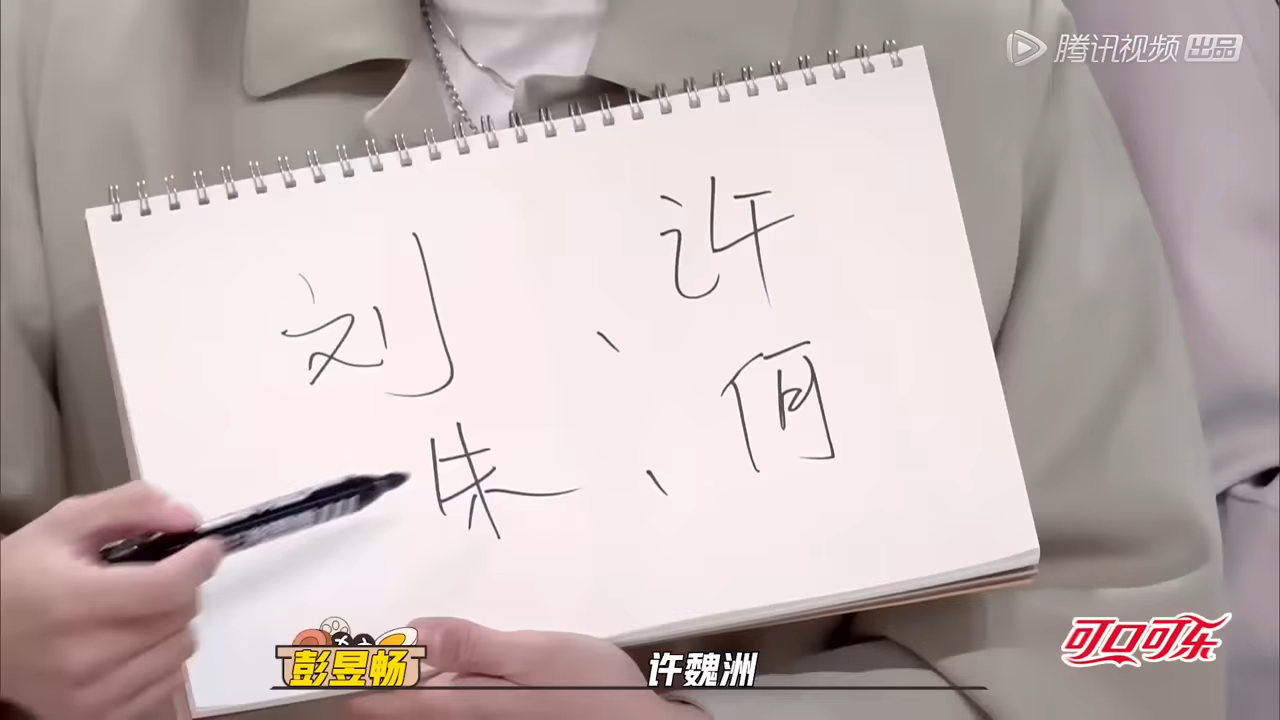 腾讯视频 出品
刘、许
朱、何
彭昱畅 许魏洲
可口可乐